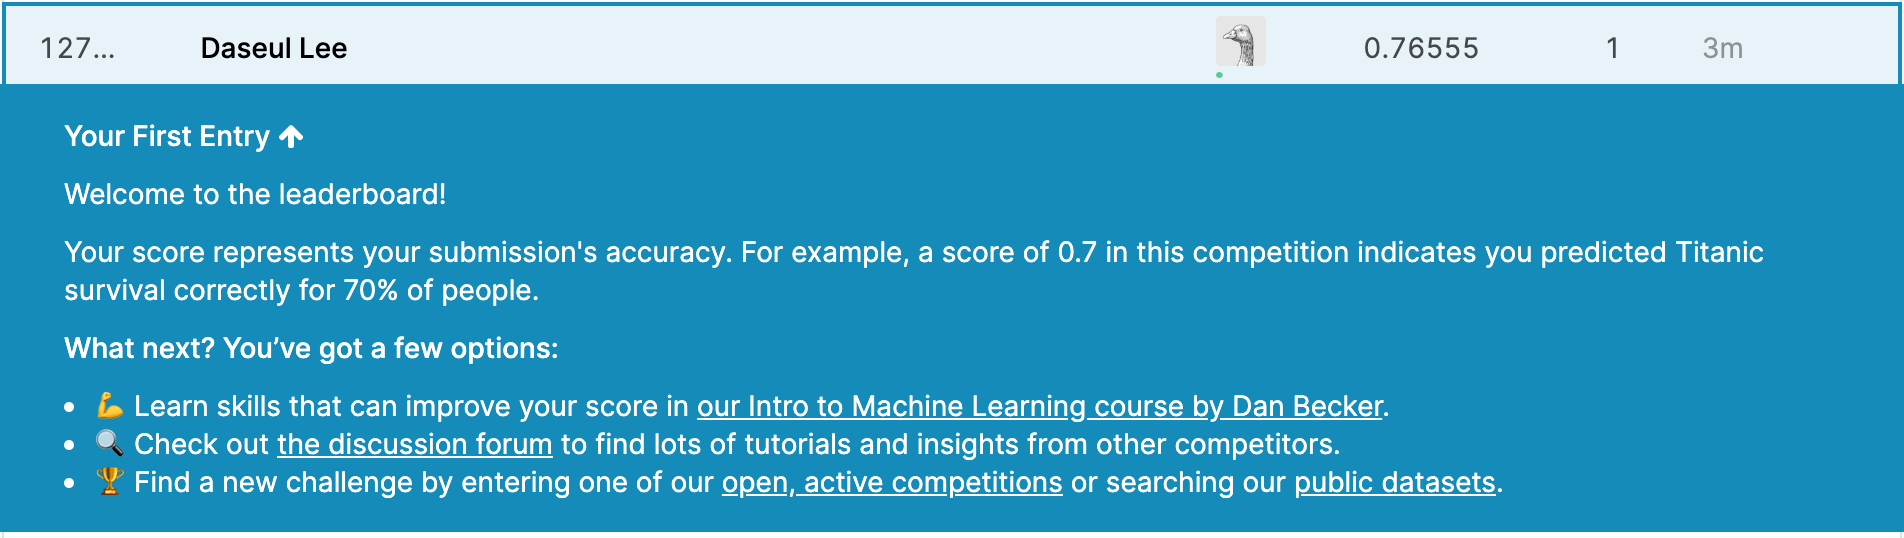 127... Daseul Lee 0.76555 1 3m
Your First Entry ↑
Welcome to the leaderboard!
Your score represents your submission's accuracy. For example, a score of 0.7 in this competition indicates you predicted Titanic
survival correctly for 70% of people.
What next? You’ve got a few options:
• 💪 Learn skills that can improve your score in our Intro to Machine Learning course by Dan Becker.
• 🔍 Check out the discussion forum to find lots of tutorials and insights from other competitors.
• 🏆 Find a new challenge by entering one of our open, active competitions or searching our public datasets.